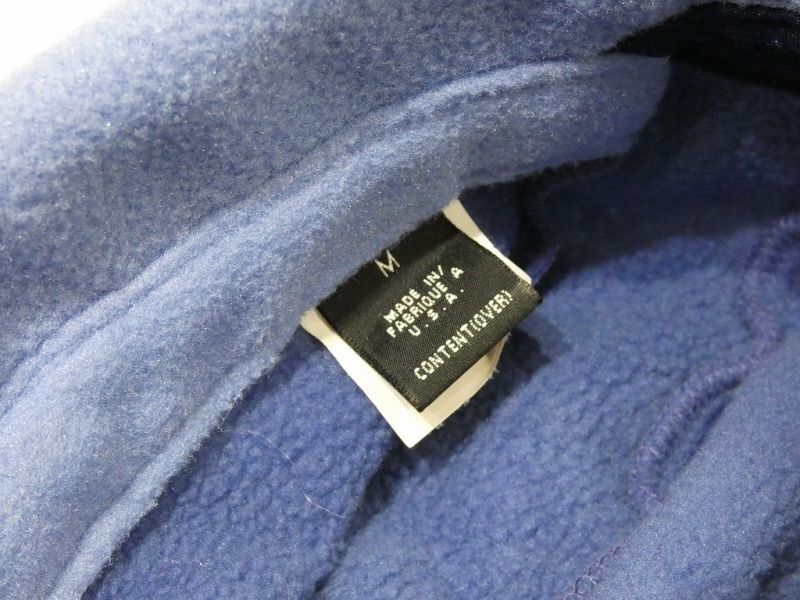 M
MADE IN/
FABRIQUE A
U.S.A.
CONTENT(OVER)